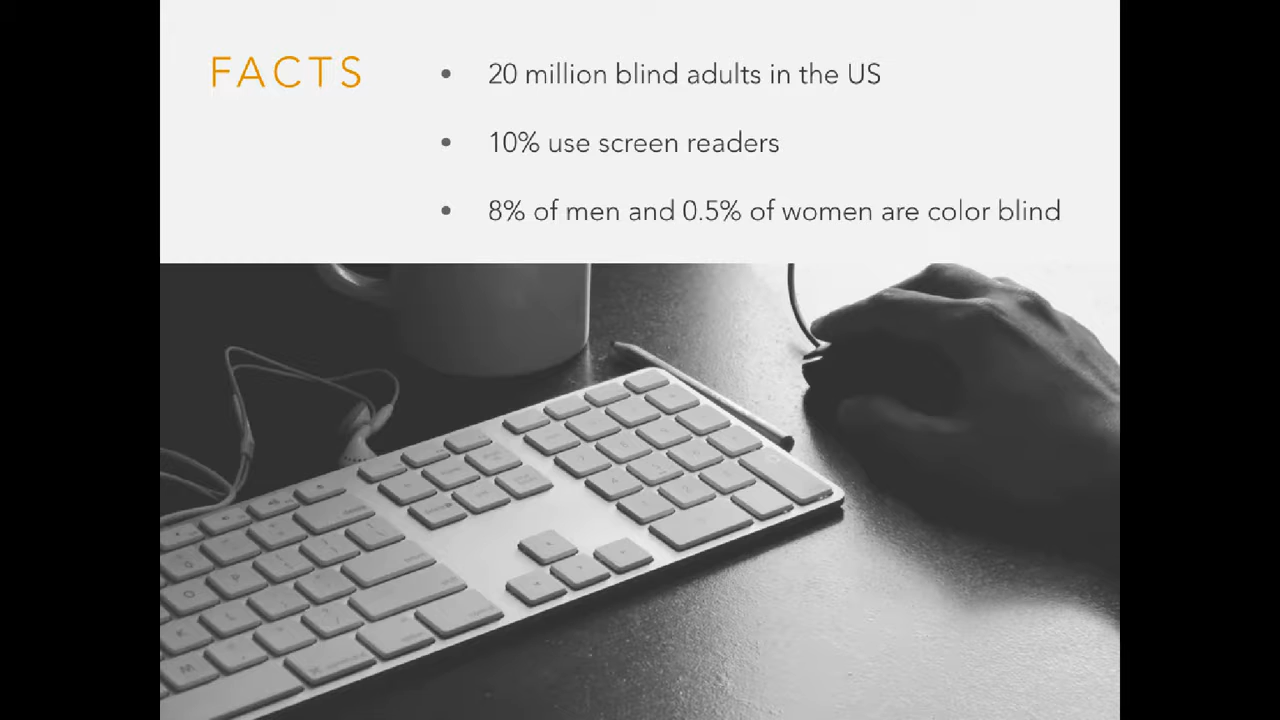 FACTS
• 20 million blind adults in the US
• 10% use screen readers
• 8% of men and 0.5% of women are color blind